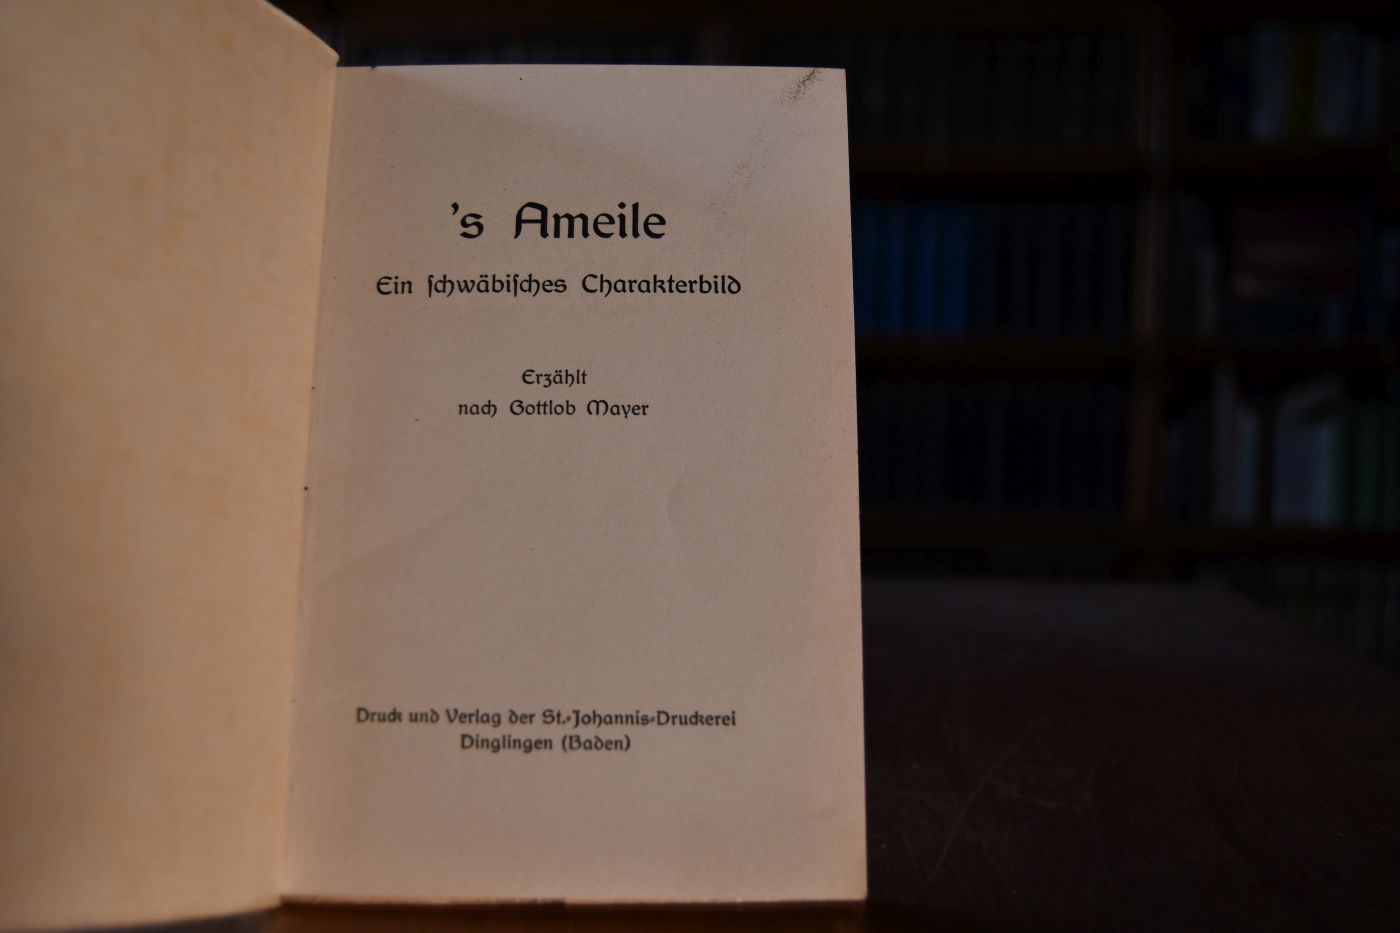 ’s Ameile
Ein ſchwäbiſches Charakterbild
Erzählt
nach Gottlob Mayer
Druck und Verlag der St.-Johannis-Druckerei
Dinglingen (Baden)